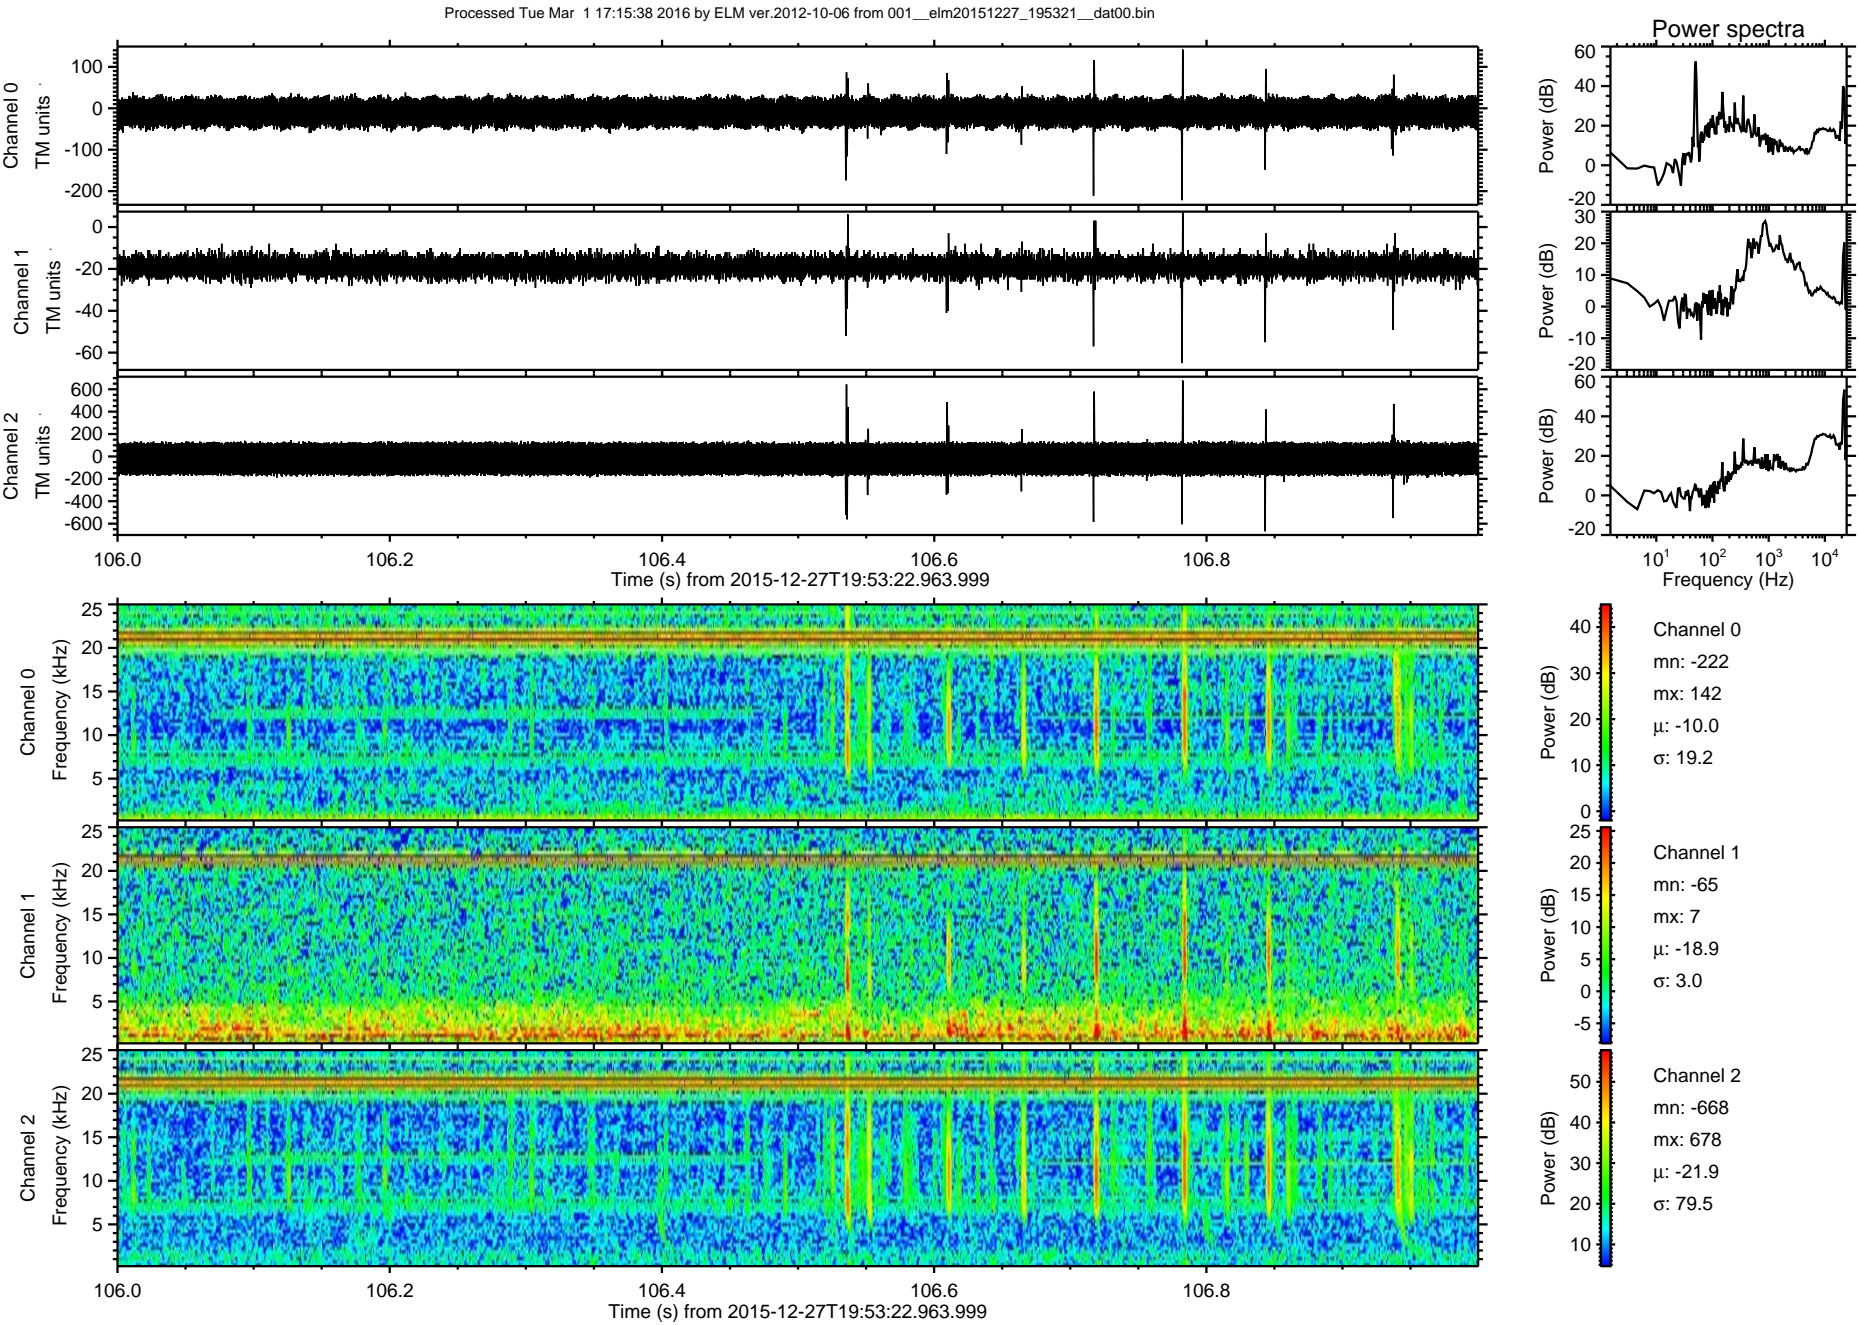 Processed Tue Mar  1 17:15:38 2016 by ELM ver.2012-10-06 from 001__elm20151227_195321__dat00.bin
Power spectra
Channel 0
TM units
100
0
-100
-200
Power (dB)
60
40
20
0
-20
Channel 1
TM units
0
-20
-40
-60
Power (dB)
30
20
10
0
-10
-20
Channel 2
TM units
600
400
200
0
-200
-400
-600
Power (dB)
60
40
20
0
-20
106.0 106.2 106.4 106.6 106.8
Time (s) from 2015-12-27T19:53:22.963.999
10¹ 10² 10³ 10⁴
Frequency (Hz)
Channel 0
Frequency (kHz)
25
20
15
10
5
Power (dB)
40
30
20
10
0
Channel 0
mn: -222
mx: 142
μ: -10.0
σ: 19.2
Channel 1
Frequency (kHz)
25
20
15
10
5
Power (dB)
25
20
15
10
5
0
-5
Channel 1
mn: -65
mx: 7
μ: -18.9
σ: 3.0
Channel 2
Frequency (kHz)
25
20
15
10
5
Power (dB)
50
40
30
20
10
Channel 2
mn: -668
mx: 678
μ: -21.9
σ: 79.5
106.0 106.2 106.4 106.6 106.8
Time (s) from 2015-12-27T19:53:22.963.999